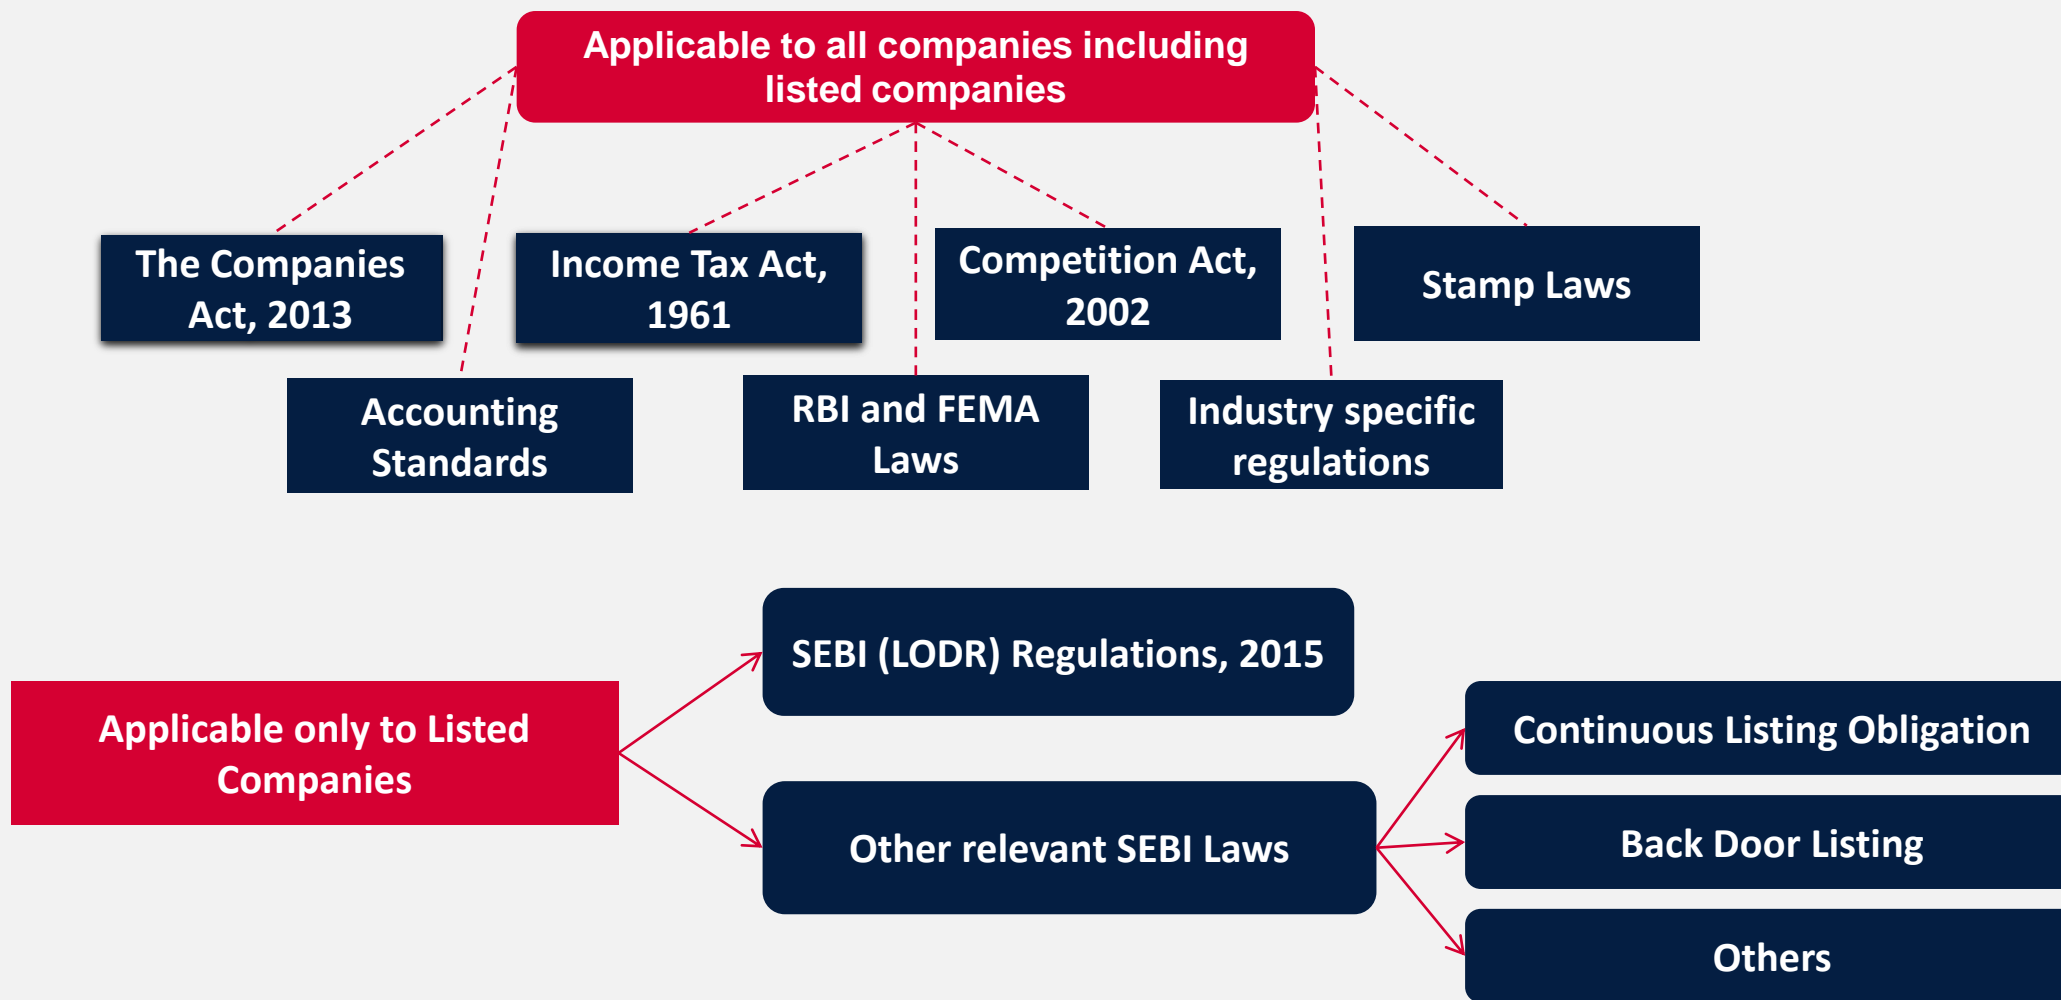 Applicable to all companies including
listed companies
The Companies
Act, 2013
Income Tax Act,
1961
Competition Act,
2002
Stamp Laws
Accounting
Standards
RBI and FEMA
Laws
Industry specific
regulations
SEBI (LODR) Regulations, 2015
Applicable only to Listed
Companies
Other relevant SEBI Laws
Continuous Listing Obligation
Back Door Listing
Others